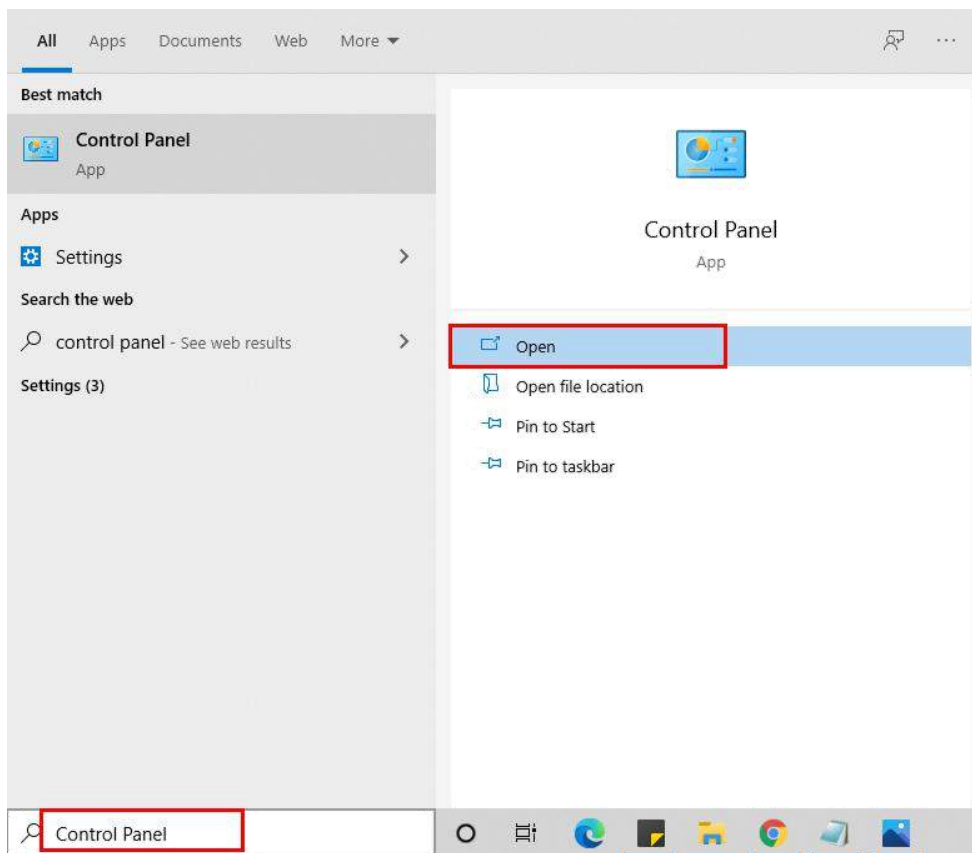 All Apps Documents Web More
Best match
Control Panel
App
Apps
Settings
Search the web
control panel - See web results
Settings (3)
Control Panel
App
Open
Open file location
Pin to Start
Pin to taskbar
Control Panel